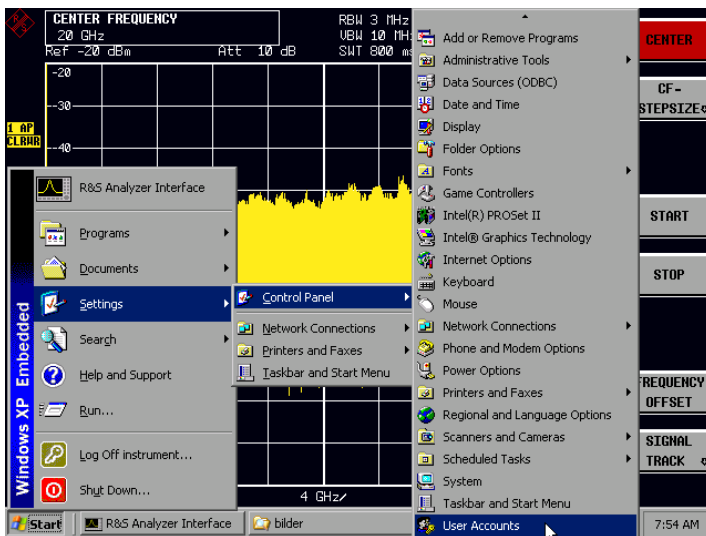 CENTER FREQUENCY
20 GHz
RBW 3 MHz
VBW 10 MHz
Ref -20 dBm
Att 10 dB
SWT 800 ms
-20
-30
-40
1 AP
CLRWR
4 GHz/
CENTER
CF-
STEPSIZE
START
STOP
FREQUENCY
OFFSET
SIGNAL
TRACK
Windows XP Embedded
R&S Analyzer Interface
Programs
Documents
Settings
Search
Help and Support
Run...
Log Off instrument...
Shut Down...
Control Panel
Network Connections
Printers and Faxes
Taskbar and Start Menu
Add or Remove Programs
Administrative Tools
Data Sources (ODBC)
Date and Time
Display
Folder Options
Fonts
Game Controllers
Intel(R) PROSet II
Intel® Graphics Technology
Internet Options
Keyboard
Mouse
Network Connections
Phone and Modem Options
Power Options
Printers and Faxes
Regional and Language Options
Scanners and Cameras
Scheduled Tasks
System
Taskbar and Start Menu
User Accounts
Start
R&S Analyzer Interface
bilder
7:54 AM